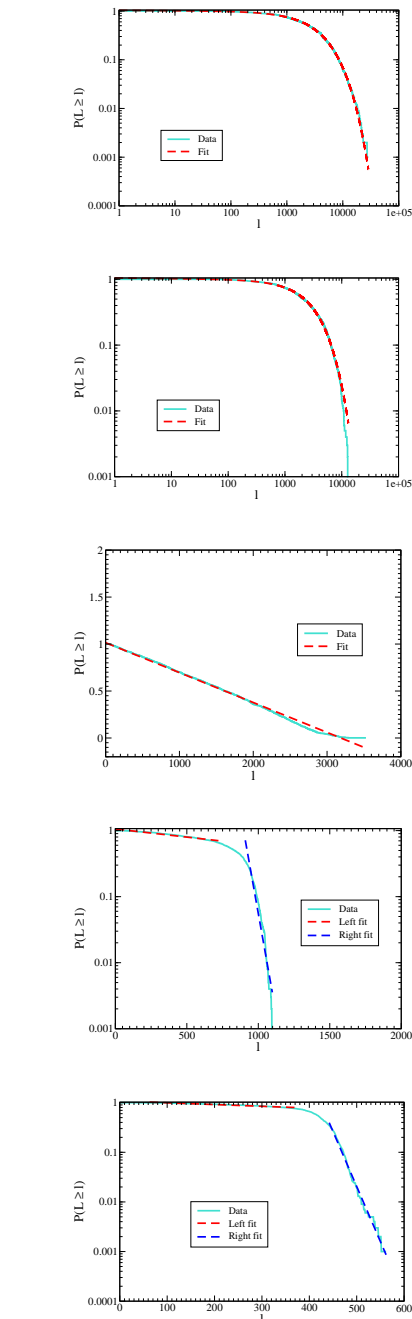 1
0.1
0.01
0.001
0.0001
P(L ≥ l)
Data
Fit
1 10 100 1000 10000 1e+05
l
1
0.1
0.01
0.001
P(L ≥ l)
Data
Fit
1 10 100 1000 10000 1e+05
l
2
1.5
1
0.5
0
P(L ≥ l)
Data
Fit
0 1000 2000 3000 4000
l
1
0.1
0.01
0.001
P(L ≥ l)
Data
Left fit
Right fit
0 500 1000 1500 2000
l
1
0.1
0.01
0.001
0.0001
P(L ≥ l)
Data
Left fit
Right fit
0 100 200 300 400 500 600